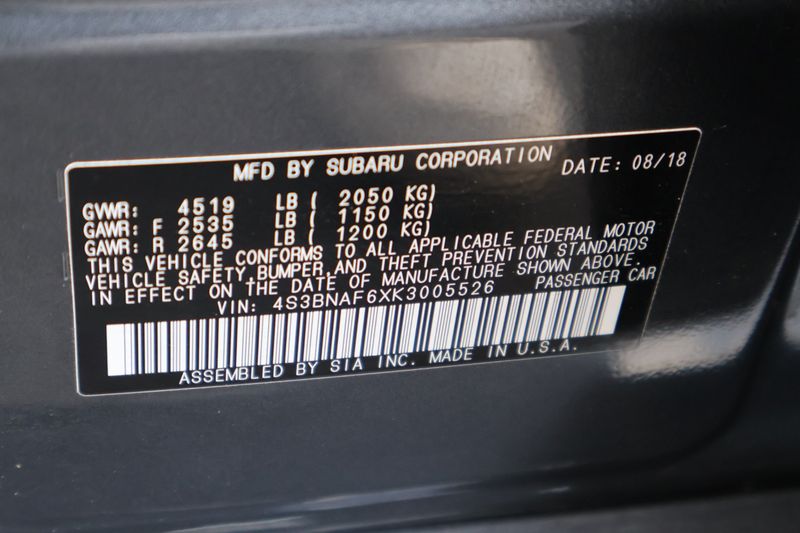 MFD BY SUBARU CORPORATION DATE: 08/18
GVWR: 4519 LB ( 2050 KG)
GAWR: F 2535 LB ( 1150 KG)
GAWR: R 2645 LB ( 1200 KG)
THIS VEHICLE CONFORMS TO ALL APPLICABLE FEDERAL MOTOR
VEHICLE SAFETY,BUMPER,AND THEFT PREVENTION STANDARDS
IN EFFECT ON THE DATE OF MANUFACTURE SHOWN ABOVE.
VIN: 4S3BNAF6XK3005526 PASSENGER CAR
ASSEMBLED BY SIA INC. MADE IN U.S.A.